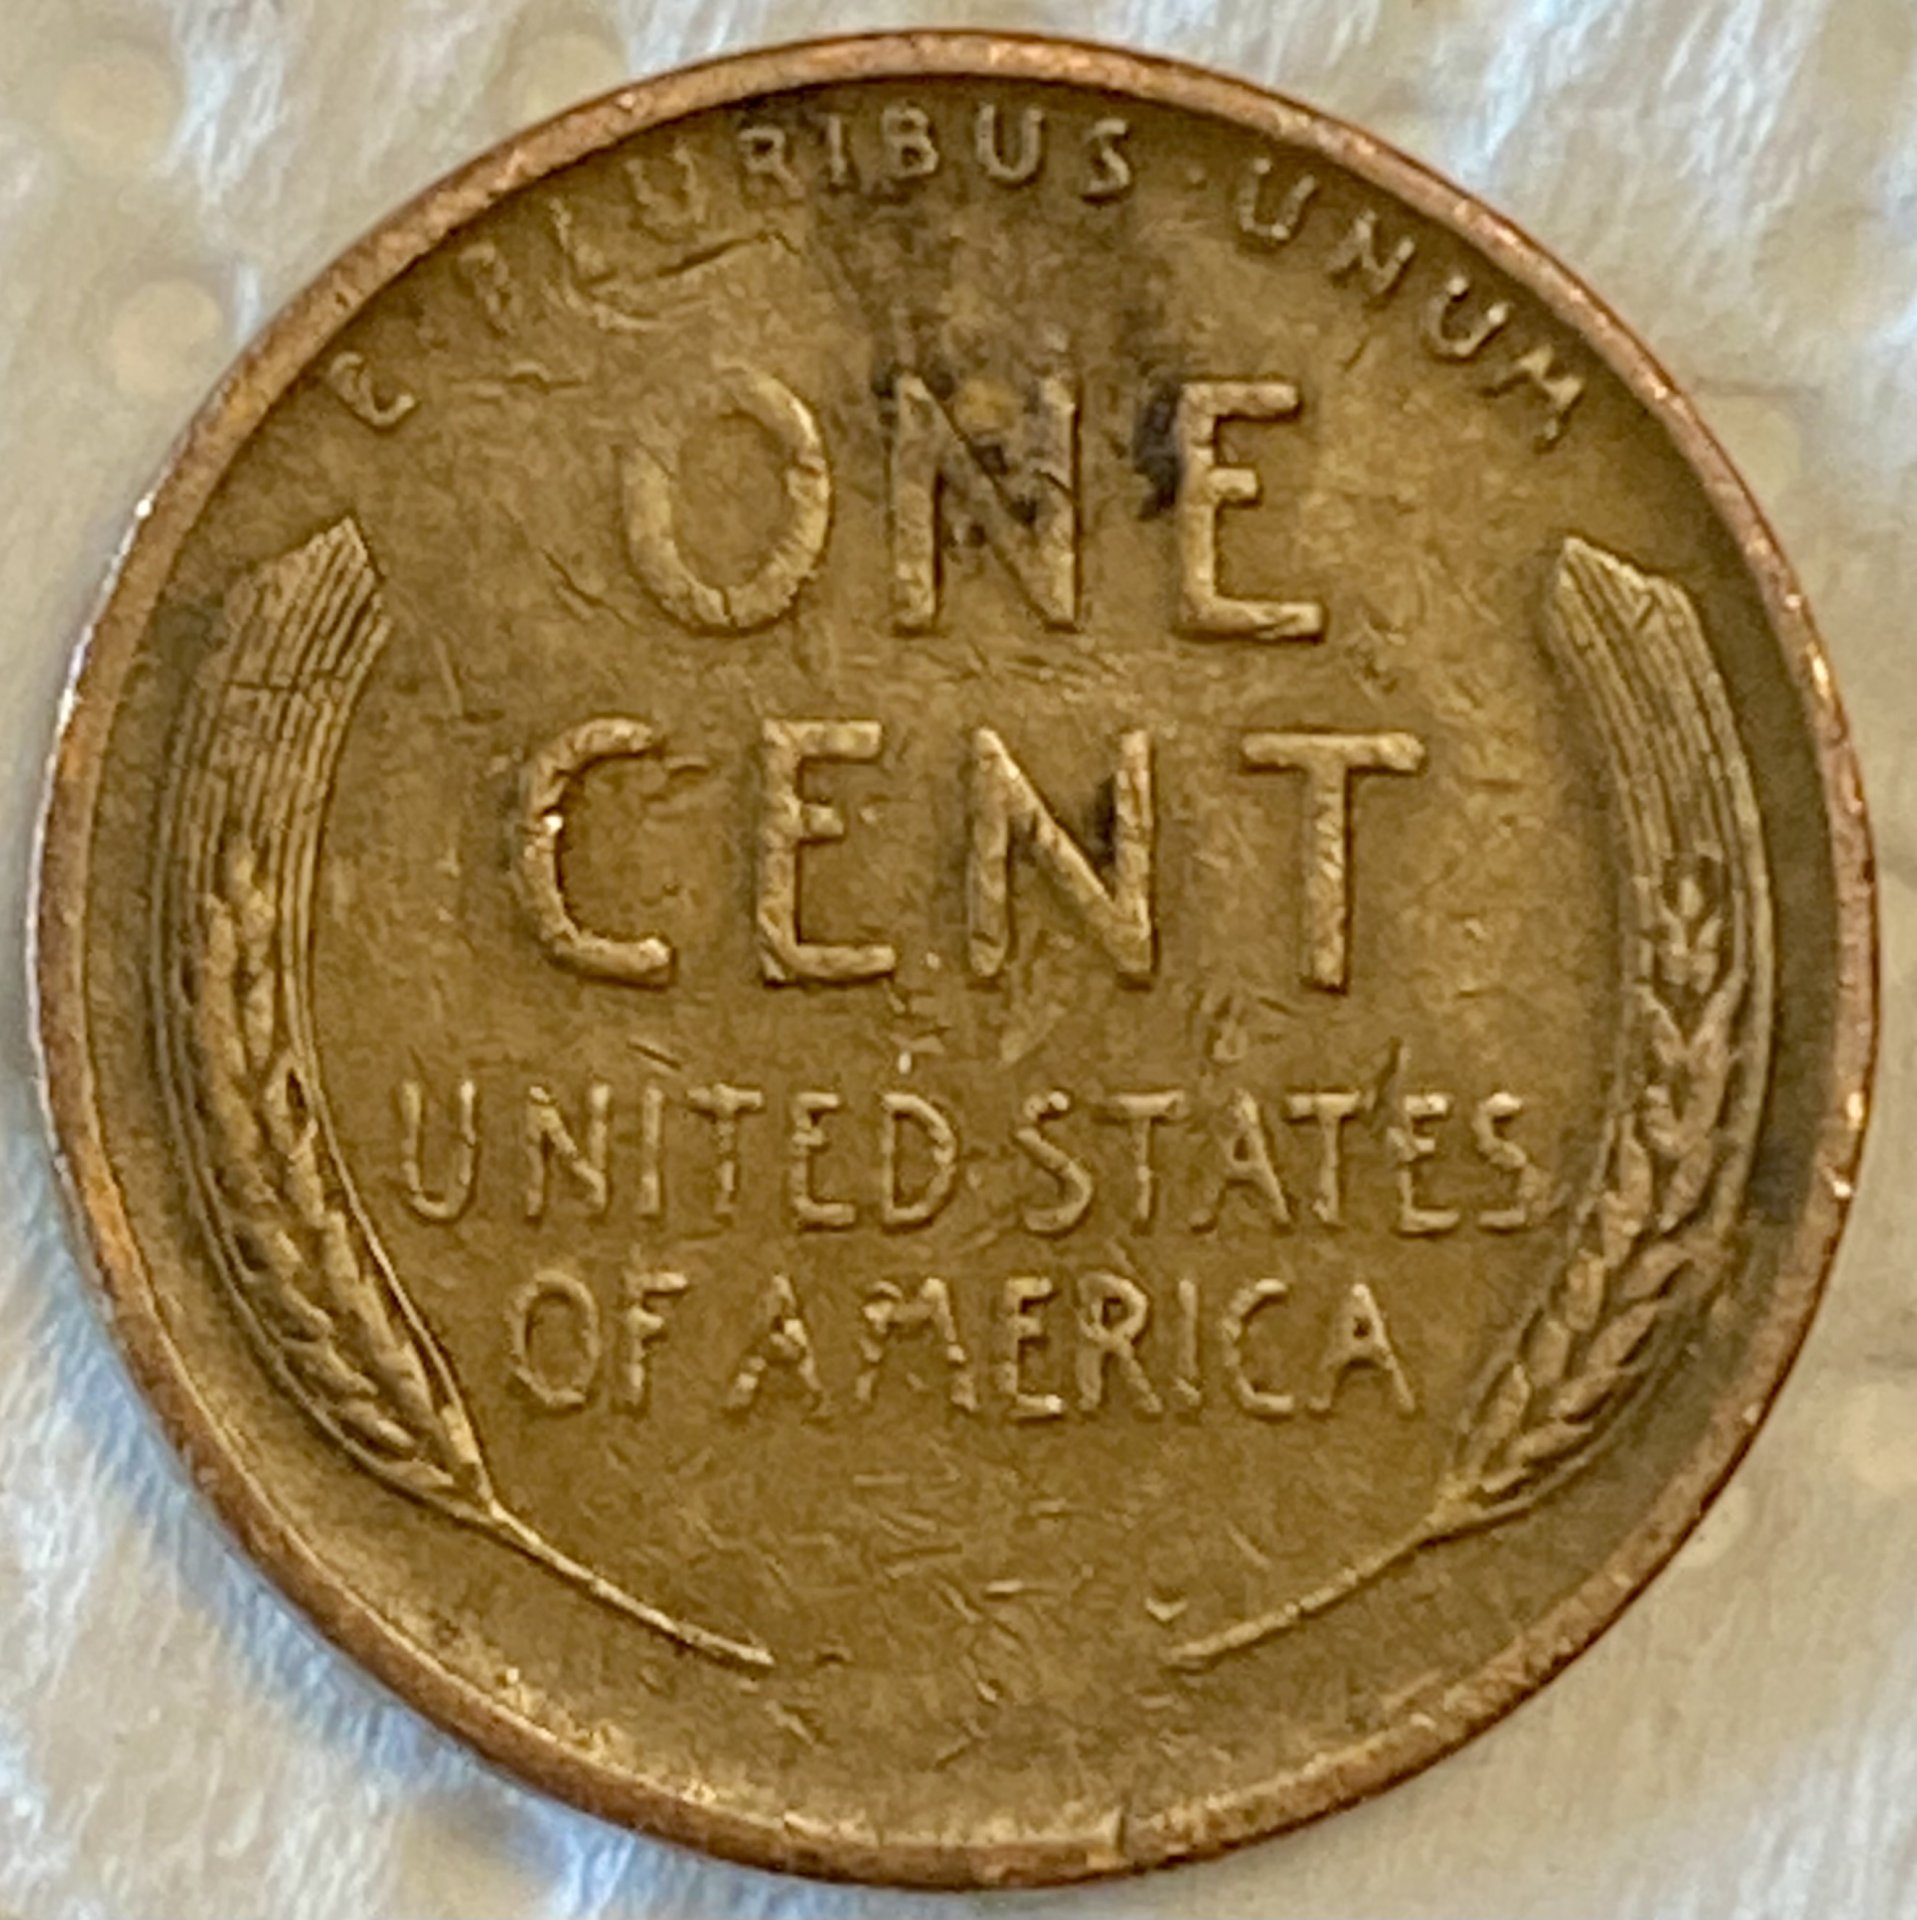 E · PLURIBUS · UNUM
ONE
CENT
UNITED·STATES
OF AMERICA